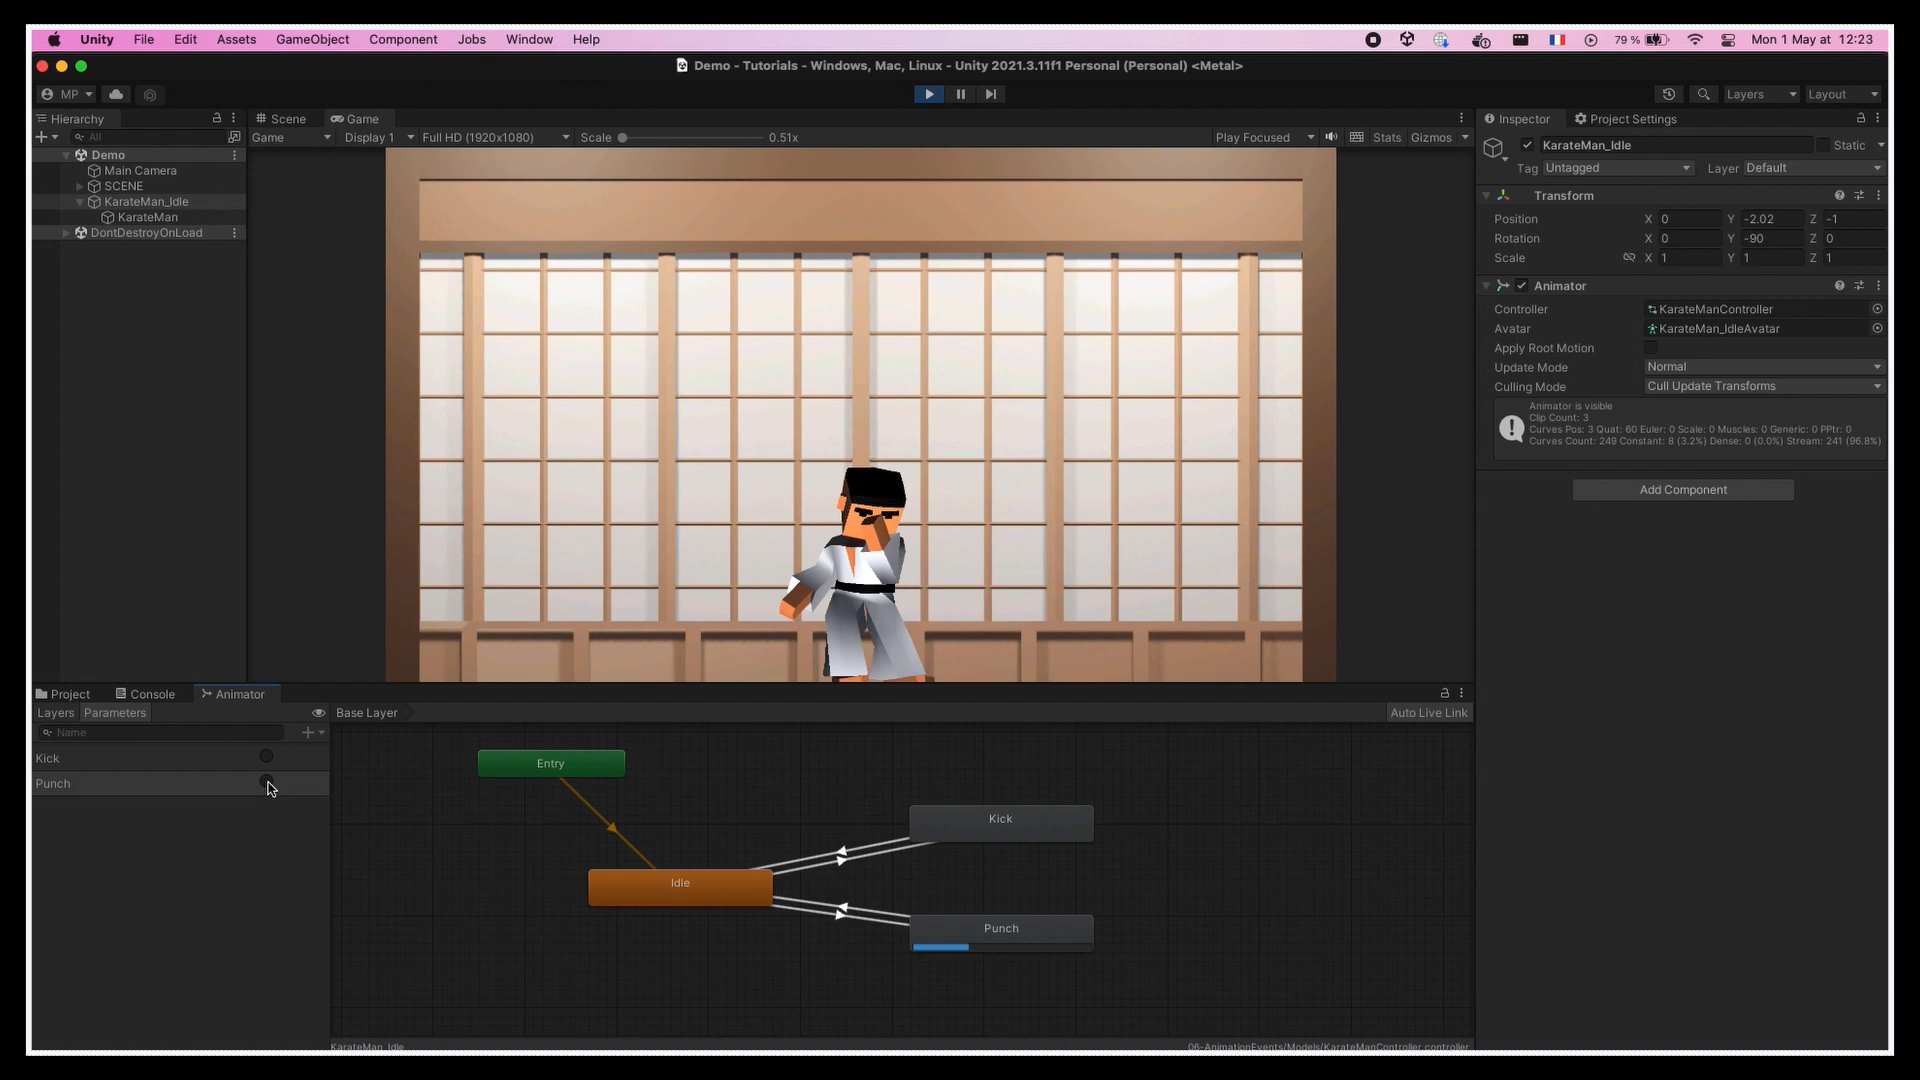 Unity File Edit Assets GameObject Component Jobs Window Help 79 % Mon 1 May at 12:23
Demo - Tutorials - Windows, Mac, Linux - Unity 2021.3.11f1 Personal (Personal) <Metal>
MP Layers Layout
Hierarchy Scene Game Inspector Project Settings
All Game Display 1 Full HD (1920x1080) Scale 0.51x Play Focused Stats Gizmos
KarateMan_Idle Static
Tag Untagged Layer Default
Demo
Main Camera
SCENE
KarateMan_Idle
KarateMan
DontDestroyOnLoad
Transform
Position X 0 Y -2.02 Z -1
Rotation X 0 Y -90 Z 0
Scale X 1 Y 1 Z 1
Animator
Controller KarateManController
Avatar KarateMan_IdleAvatar
Apply Root Motion
Update Mode Normal
Culling Mode Cull Update Transforms
Animator is visible
Clip Count: 3
Curves Pos: 3 Quat: 60 Euler: 0 Scale: 0 Muscles: 0 Generic: 0 PPtr: 0
Curves Count: 249 Constant: 8 (3.2%) Dense: 0 (0.0%) Stream: 241 (96.8%)
Add Component
Project Console Animator
Layers Parameters Base Layer Auto Live Link
Name
Kick
Punch
Entry
Kick
Idle
Punch
KarateMan_Idle 06-AnimationEvents/Models/KarateManController.controller